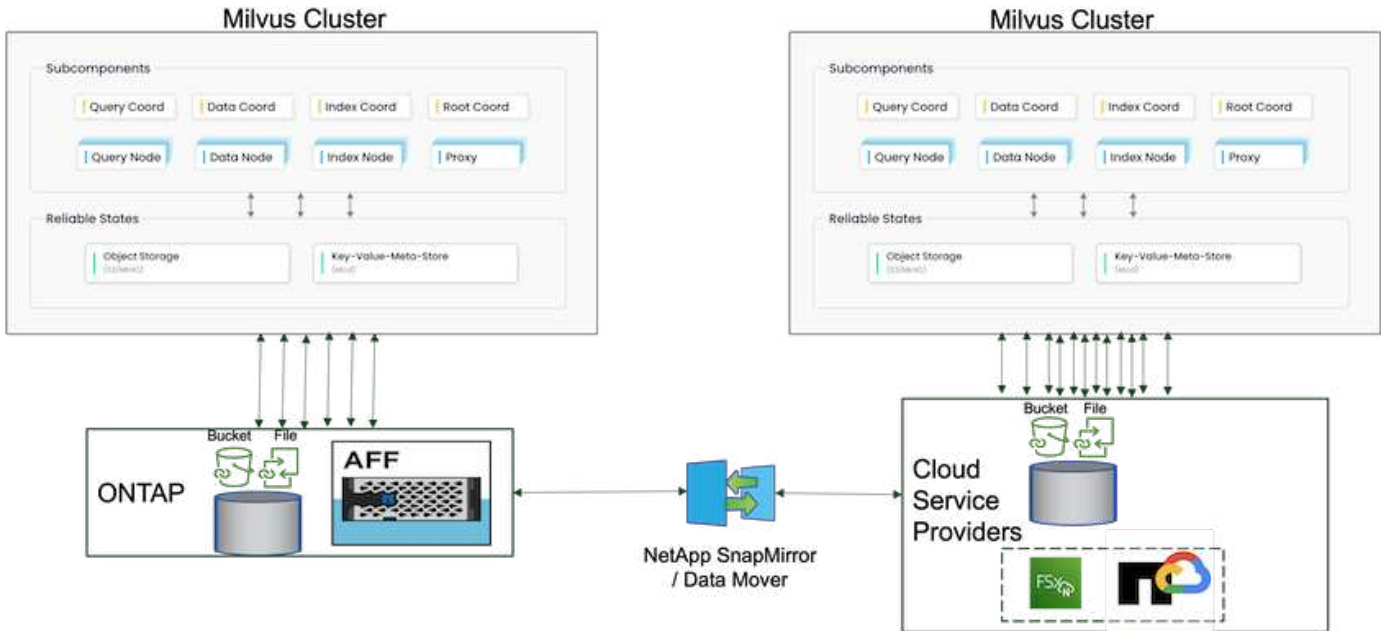 Milvus Cluster
Subcomponents
Query Coord
Data Coord
Index Coord
Root Coord
Query Node
Data Node
Index Node
Proxy
Reliable States
Object Storage
Key-Value-Meta-Store
Milvus Cluster
Subcomponents
Query Coord
Data Coord
Index Coord
Root Coord
Query Node
Data Node
Index Node
Proxy
Reliable States
Object Storage
Key-Value-Meta-Store
ONTAP
Bucket
File
AFF
NetApp SnapMirror
/ Data Mover
Bucket
File
Cloud
Service
Providers
FSx
N